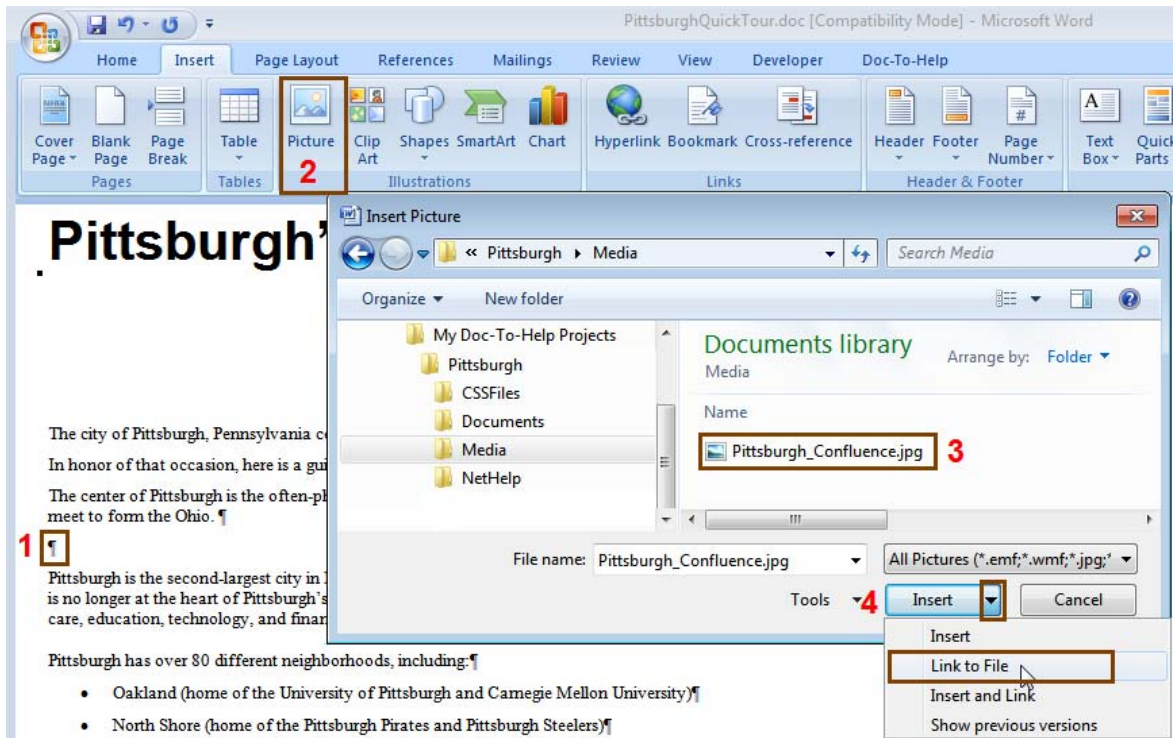 PittsburghQuickTour.doc [Compatibility Mode] - Microsoft Word
Home Insert Page Layout References Mailings Review View Developer Doc-To-Help
Cover Page Blank Page Page Break Table Picture Clip Art Shapes SmartArt Chart Hyperlink Bookmark Cross-reference Header Footer Page Number Text Box Quick Parts
2
Pages Tables Illustrations Links Header & Footer
Pittsburgh'
Insert Picture
« Pittsburgh Media Search Media
Organize New folder
My Doc-To-Help Projects
Pittsburgh
CSSFiles
Documents
Media
NetHelp
Documents library
Media
Arrange by: Folder
Name
Pittsburgh_Confluence.jpg 3
File name: Pittsburgh_Confluence.jpg All Pictures (*.emf;*.wmf;*.jpg;*
Tools 4 Insert Cancel
Insert
Link to File
Insert and Link
Show previous versions
The city of Pittsburgh, Pennsylvania
In honor of that occasion, here is a
The center of Pittsburgh is the
meet to form the Ohio. ¶
1 ¶
Pittsburgh is the second-largest city in
is no longer at the heart of Pittsburgh's
care, education, technology, and
Pittsburgh has over 80 different neighborhoods, including:¶
• Oakland (home of the University of Pittsburgh and Carnegie Mellon University)¶
• North Shore (home of the Pittsburgh Pirates and Pittsburgh Steelers)¶